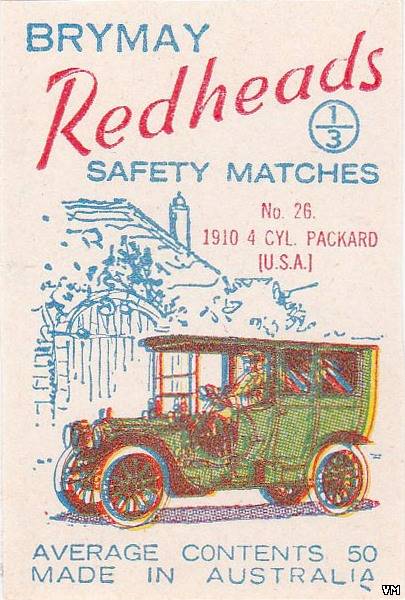 BRYMAY
Redheads
1/3
SAFETY MATCHES
No. 26.
1910 4 CYL. PACKARD
[U.S.A.]
AVERAGE CONTENTS 50
MADE IN AUSTRALIA
VM